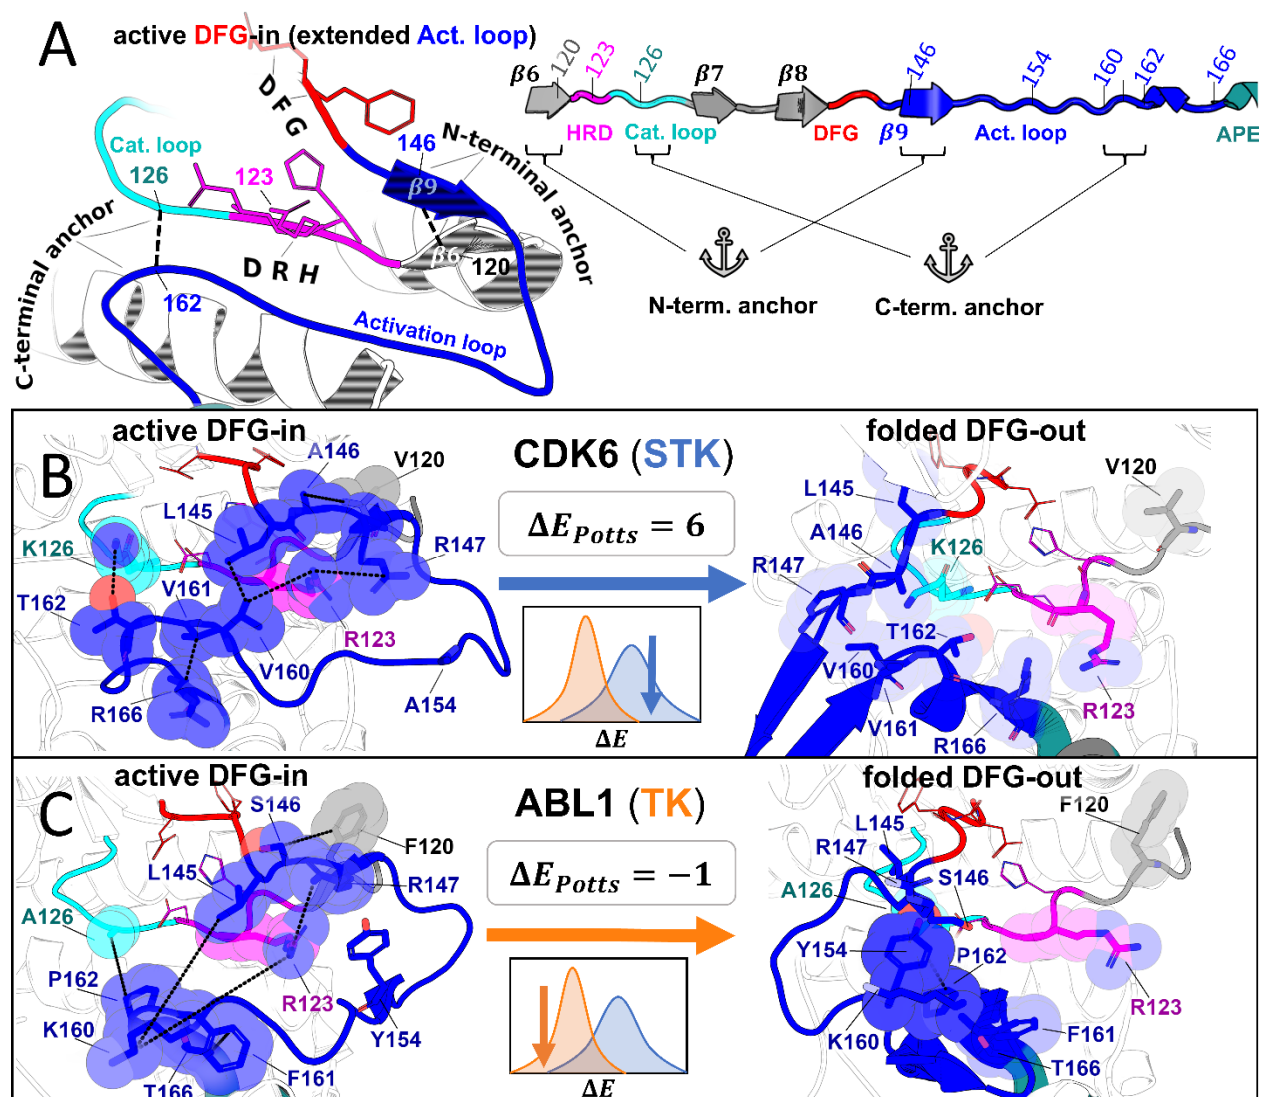 A
active DFG-in (extended Act. loop)
DFG
Cat. loop
126
123
146
N-terminal anchor
β9
β6
120
C-terminal anchor
DRH
162
Activation loop
β6
120
123
126
β7
β8
146
154
160
162
166
HRD
Cat. loop
DFG
β9
Act. loop
APE
N-term. anchor
C-term. anchor
B
active DFG-in
A146
V120
L145
K126
R147
T162
V161
R123
V160
A154
R166
CDK6 (STK)
ΔE_Potts = 6
ΔE
folded DFG-out
V120
L145
A146
K126
R147
T162
V160
V161
R166
R123
C
active DFG-in
S146
F120
L145
R147
A126
P162
R123
K160
Y154
F161
T166
ABL1 (TK)
ΔE_Potts = −1
ΔE
folded DFG-out
F120
L145
R147
S146
A126
Y154
P162
R123
K160
F161
T166